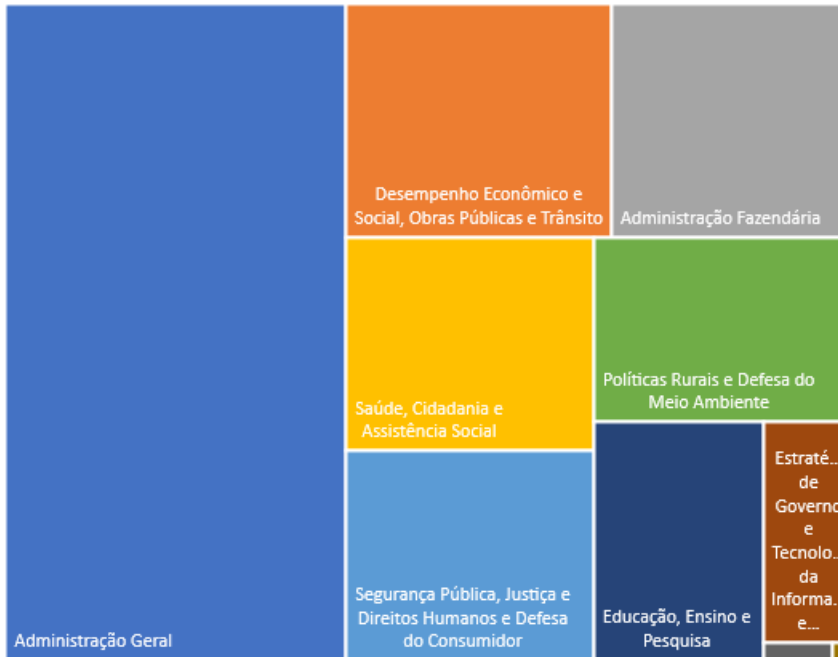 Desempenho Econômico e
Social, Obras Públicas e Trânsito
Administração Fazendária
Políticas Rurais e Defesa do
Meio Ambiente
Saúde, Cidadania e
Assistência Social
Estraté...
de
Governo
e
Tecnolo...
da
Informa...
e...
Segurança Pública, Justiça e
Direitos Humanos e Defesa
do Consumidor
Educação, Ensino e
Pesquisa
Administração Geral